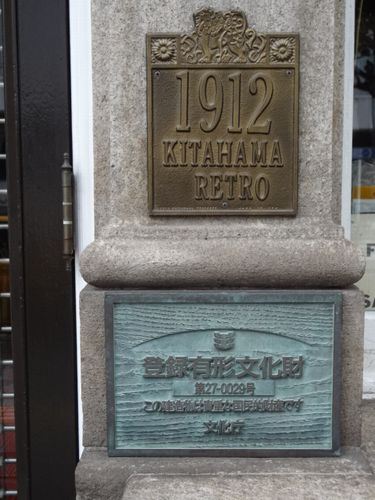 1912
KITAHAMA
RETRO
登録有形文化財
第27-0029号
この建造物は貴重な国民的財産です
文化庁